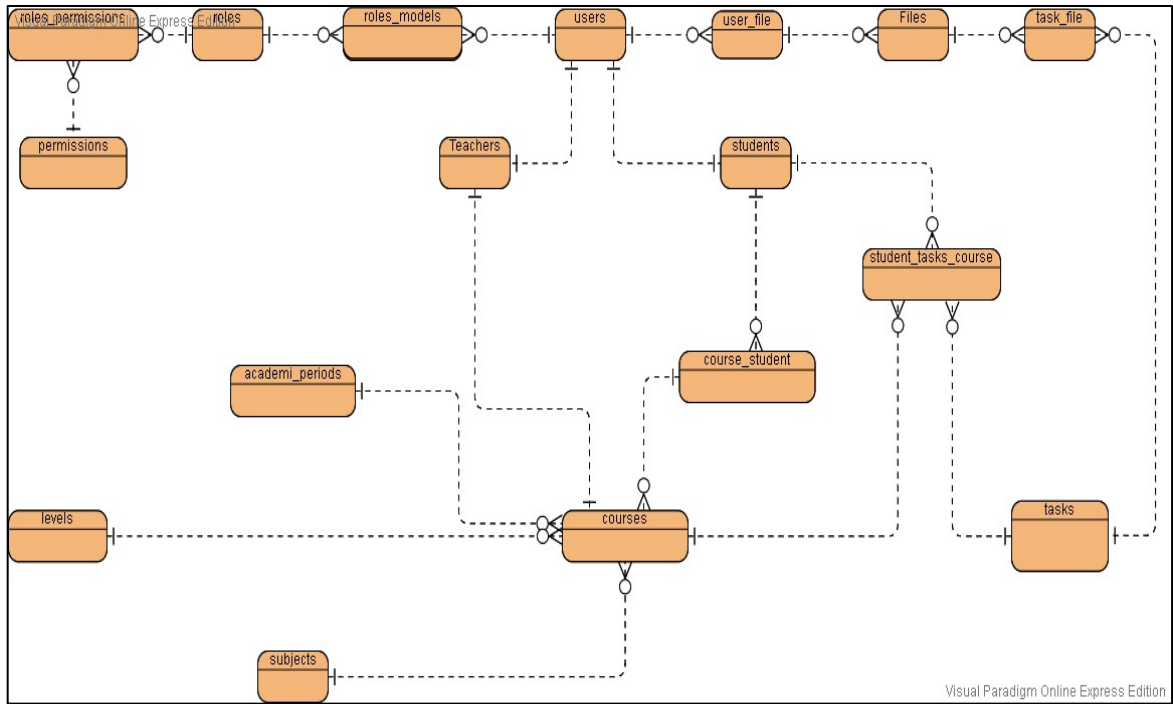 Visual Paradigm Online Express Edition
roles_permissions
roles
roles_models
users
user_file
Files
task_file
permissions
Teachers
students
student_tasks_course
academi_periods
course_student
levels
courses
tasks
subjects
Visual Paradigm Online Express Edition